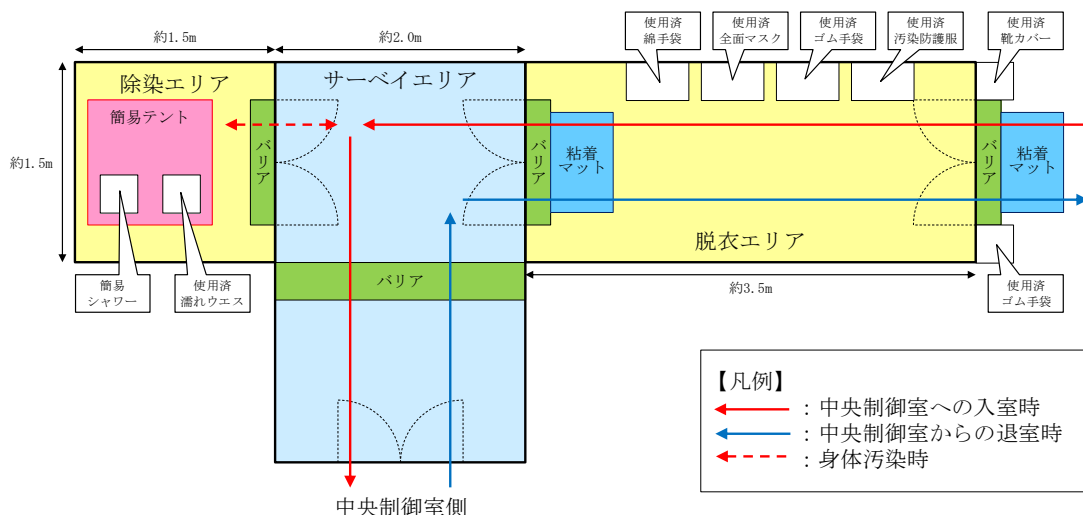 使用済
綿手袋
使用済
全面マスク
使用済
ゴム手袋
使用済
汚染防護服
使用済
靴カバー
約1.5m
約2.0m
除染エリア
サーベイエリア
簡易テント
バリア
バリア
粘着
マット
バリア
粘着
マット
約1.5m
脱衣エリア
簡易
シャワー
使用済
濡れウエス
バリア
約3.5m
使用済
ゴム手袋
【凡例】
：中央制御室への入室時
：中央制御室からの退室時
：身体汚染時
中央制御室側